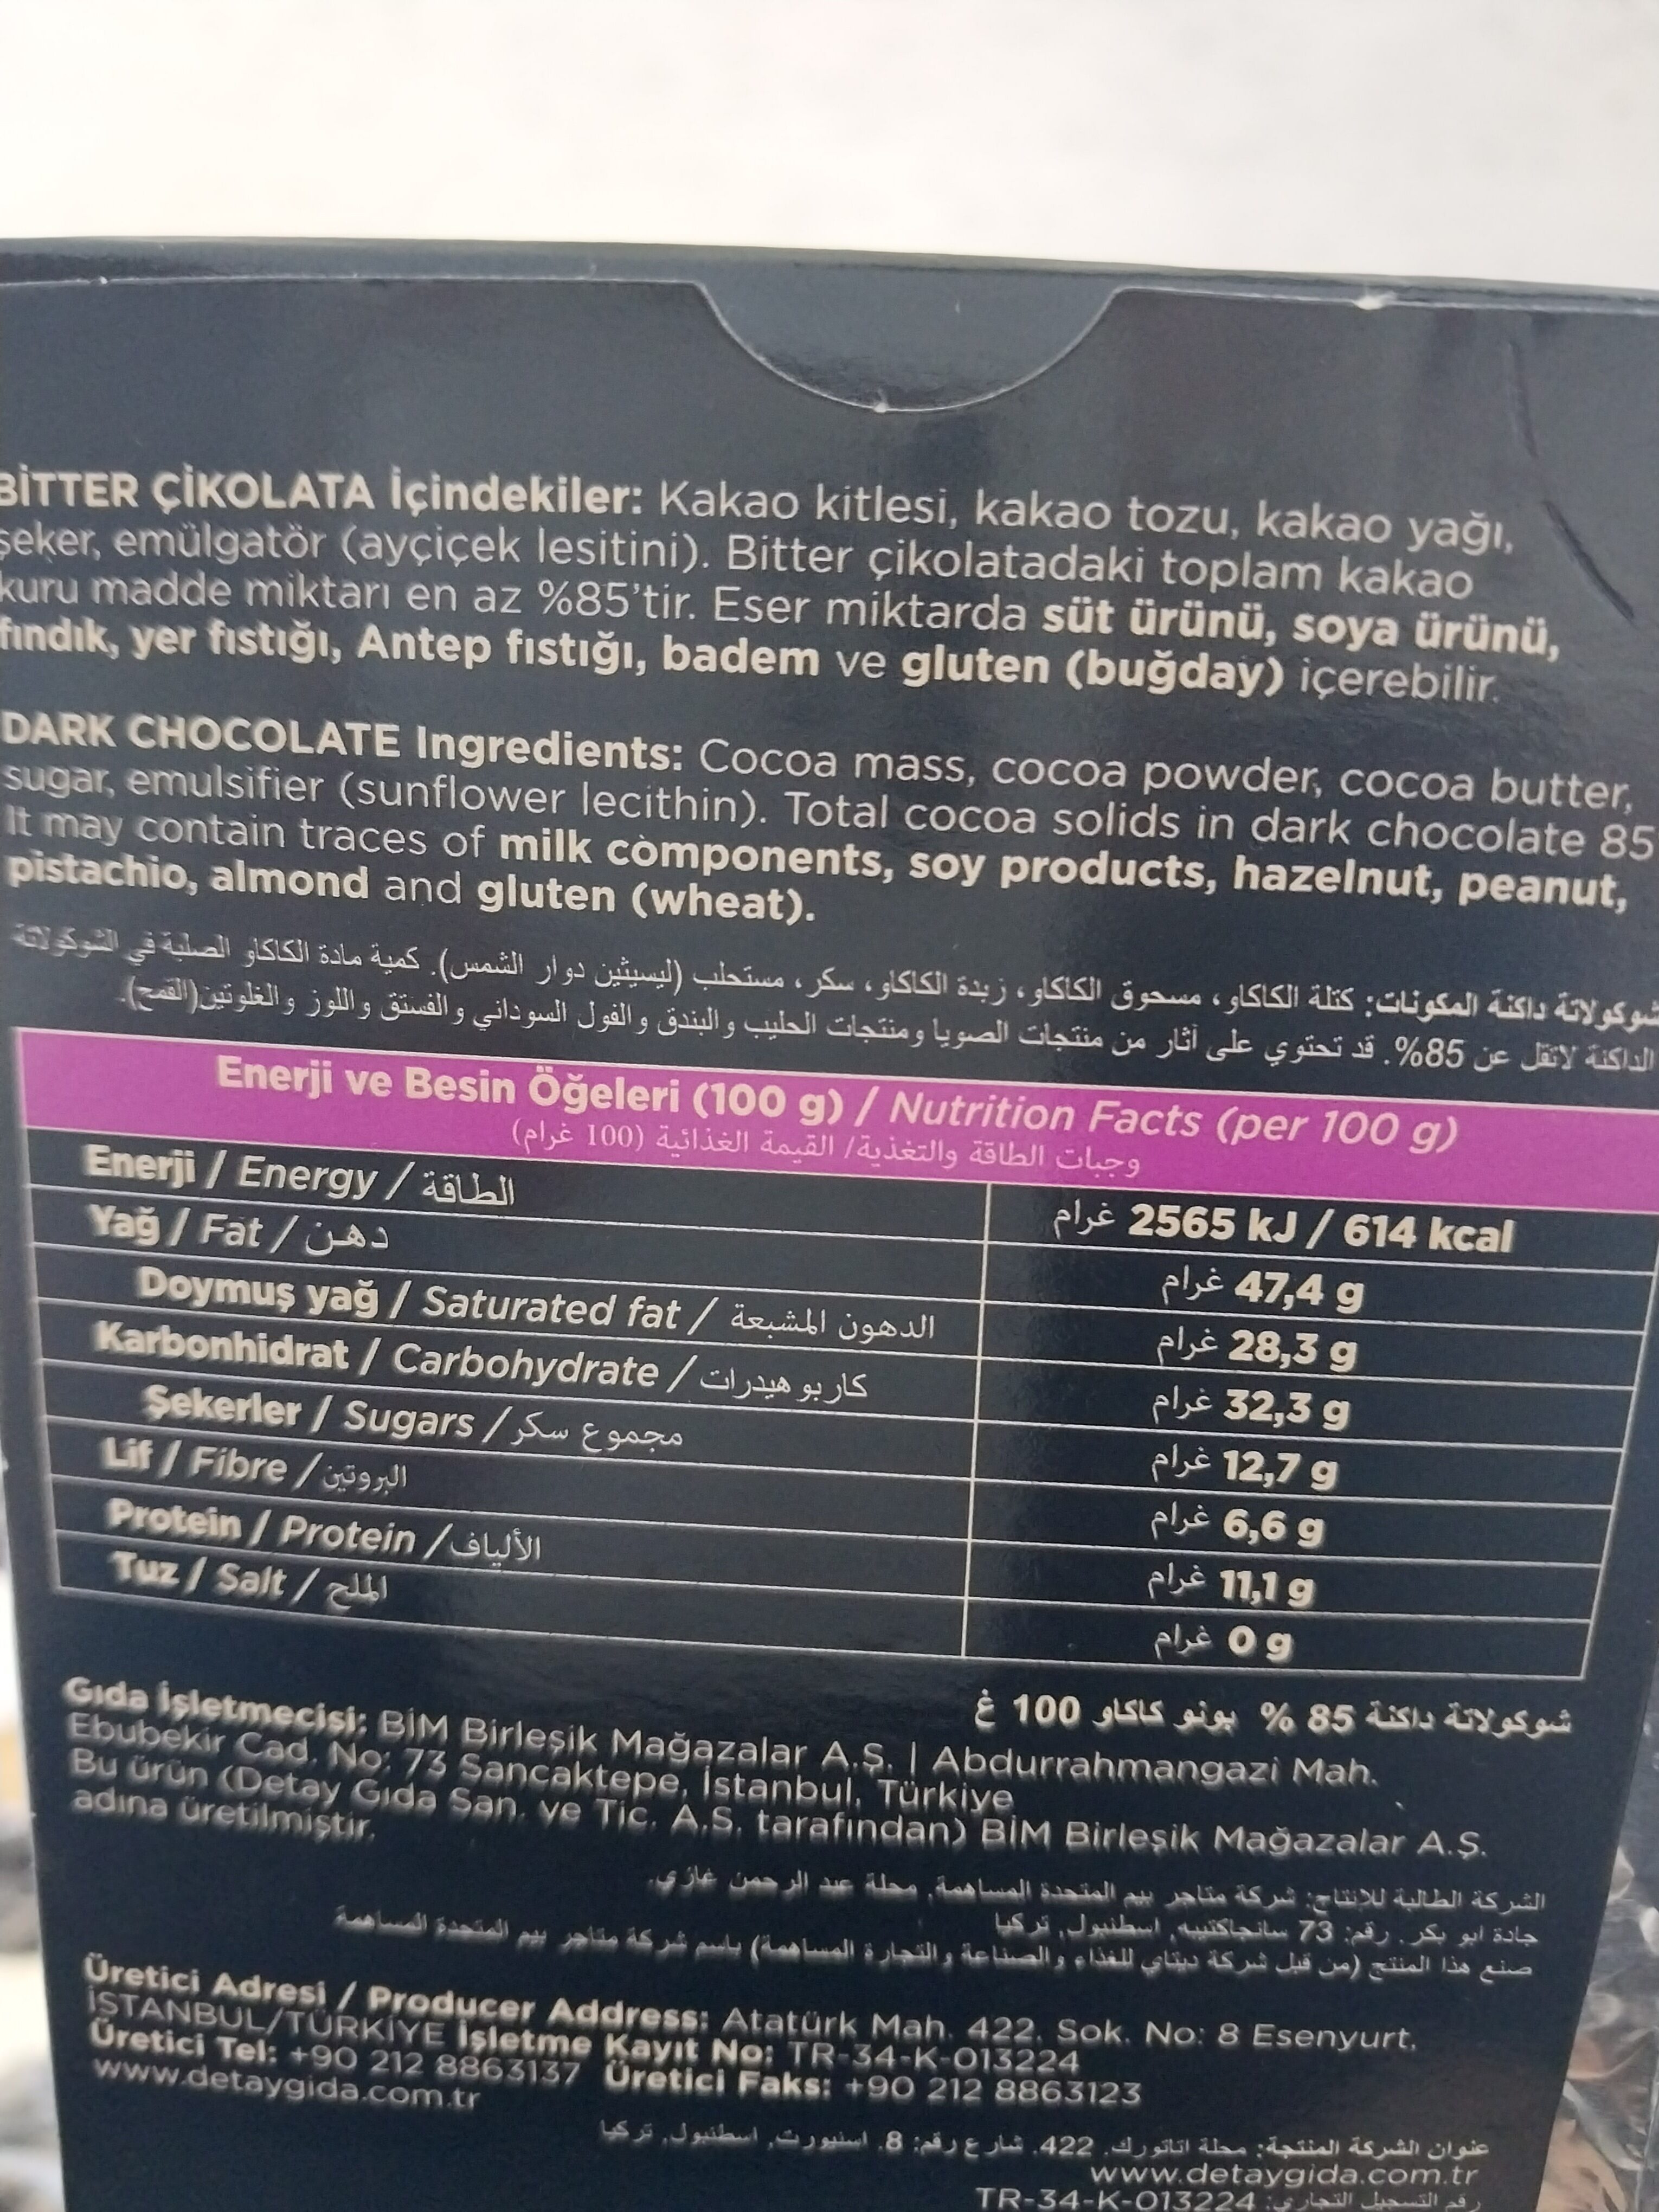 BİTTER ÇİKOLATA İçindekiler: Kakao kitlesi, kakao tozu, kakao yağı,
şeker, emülgatör (ayçiçek lesitini). Bitter çikolatadaki toplam kakao
kuru madde miktarı en az %85'tir. Eser miktarda süt ürünü, soya ürünü,
fındık, yer fıstığı, Antep fıstığı, badem ve gluten (buğday) içerebilir.
DARK CHOCOLATE Ingredients: Cocoa mass, cocoa powder, cocoa butter,
sugar, emulsifier (sunflower lecithin). Total cocoa solids in dark chocolate 85
It may contain traces of milk components, soy products, hazelnut, peanut,
pistachio, almond and gluten (wheat).
شوكولاتة داكنة المكونات: كتلة الكاكاو، مسحوق الكاكاو، زبدة الكاكاو، سكر، مستحلب (ليسيثين دوار الشمس). كمية مادة الكاكاو الصلبة في الشوكولاتة
الداكنة لاتقل عن 85%. قد تحتوي على آثار من منتجات الصويا ومنتجات الحليب والبندق والفول السوداني والفستق واللوز والغلوتين(القمح).
Enerji ve Besin Öğeleri (100 g) / Nutrition Facts (per 100 g)
وجبات الطاقة والتغذية/ القيمة الغذائية (100 غرام)
Enerji / Energy / الطاقة غرام 2565 kJ / 614 kcal
Yağ / Fat / دهن غرام 47,4 g
Doymuş yağ / Saturated fat / الدهون المشبعة غرام 28,3 g
Karbonhidrat / Carbohydrate / كاربو هيدرات غرام 32,3 g
Şekerler / Sugars / مجموع سكر غرام 12,7 g
Lif / Fibre / البروتين غرام 6,6 g
Protein / Protein / الألياف غرام 11,1 g
Tuz / Salt / الملح غرام 0 g
شوكولاتة داكنة 85 % بونو كاكاو 100 غ
Gıda İşletmecisi: BİM Birleşik Mağazalar A.Ş. | Abdurrahmangazi Mah.
Ebubekir Cad. No: 73 Sancaktepe, İstanbul, Türkiye
Bu ürün (Detay Gıda San. ve Tic. A.S. tarafından) BİM Birleşik Mağazalar A.Ş.
adına üretilmiştir.
الشركة الطالبة للإنتاج: شركة متاجر بيم المتحدة المساهمة, محلة عبد الرحمن غازي,
جادة ابو بكر, رقم: 73 سانجاكتبيه, اسطنبول, تركيا
صنع هذا المنتج (من قبل شركة ديتاي للغذاء والصناعة والتجارة المساهمة) باسم شركة متاجر بيم المتحدة المساهمة
Üretici Adresi / Producer Address: Atatürk Mah. 422. Sok. No: 8 Esenyurt,
İSTANBUL/TÜRKİYE İşletme Kayıt No: TR-34-K-013224
Üretici Tel: +90 212 8863137 Üretici Faks: +90 212 8863123
www.detaygida.com.tr
عنوان الشركة المنتجة: محلة اتاتورك, 422. شارع رقم: 8. اسنيورت, اسطنبول, تركيا
www.detaygida.com.tr
رقم التسجيل التجاري: TR-34-K-013224